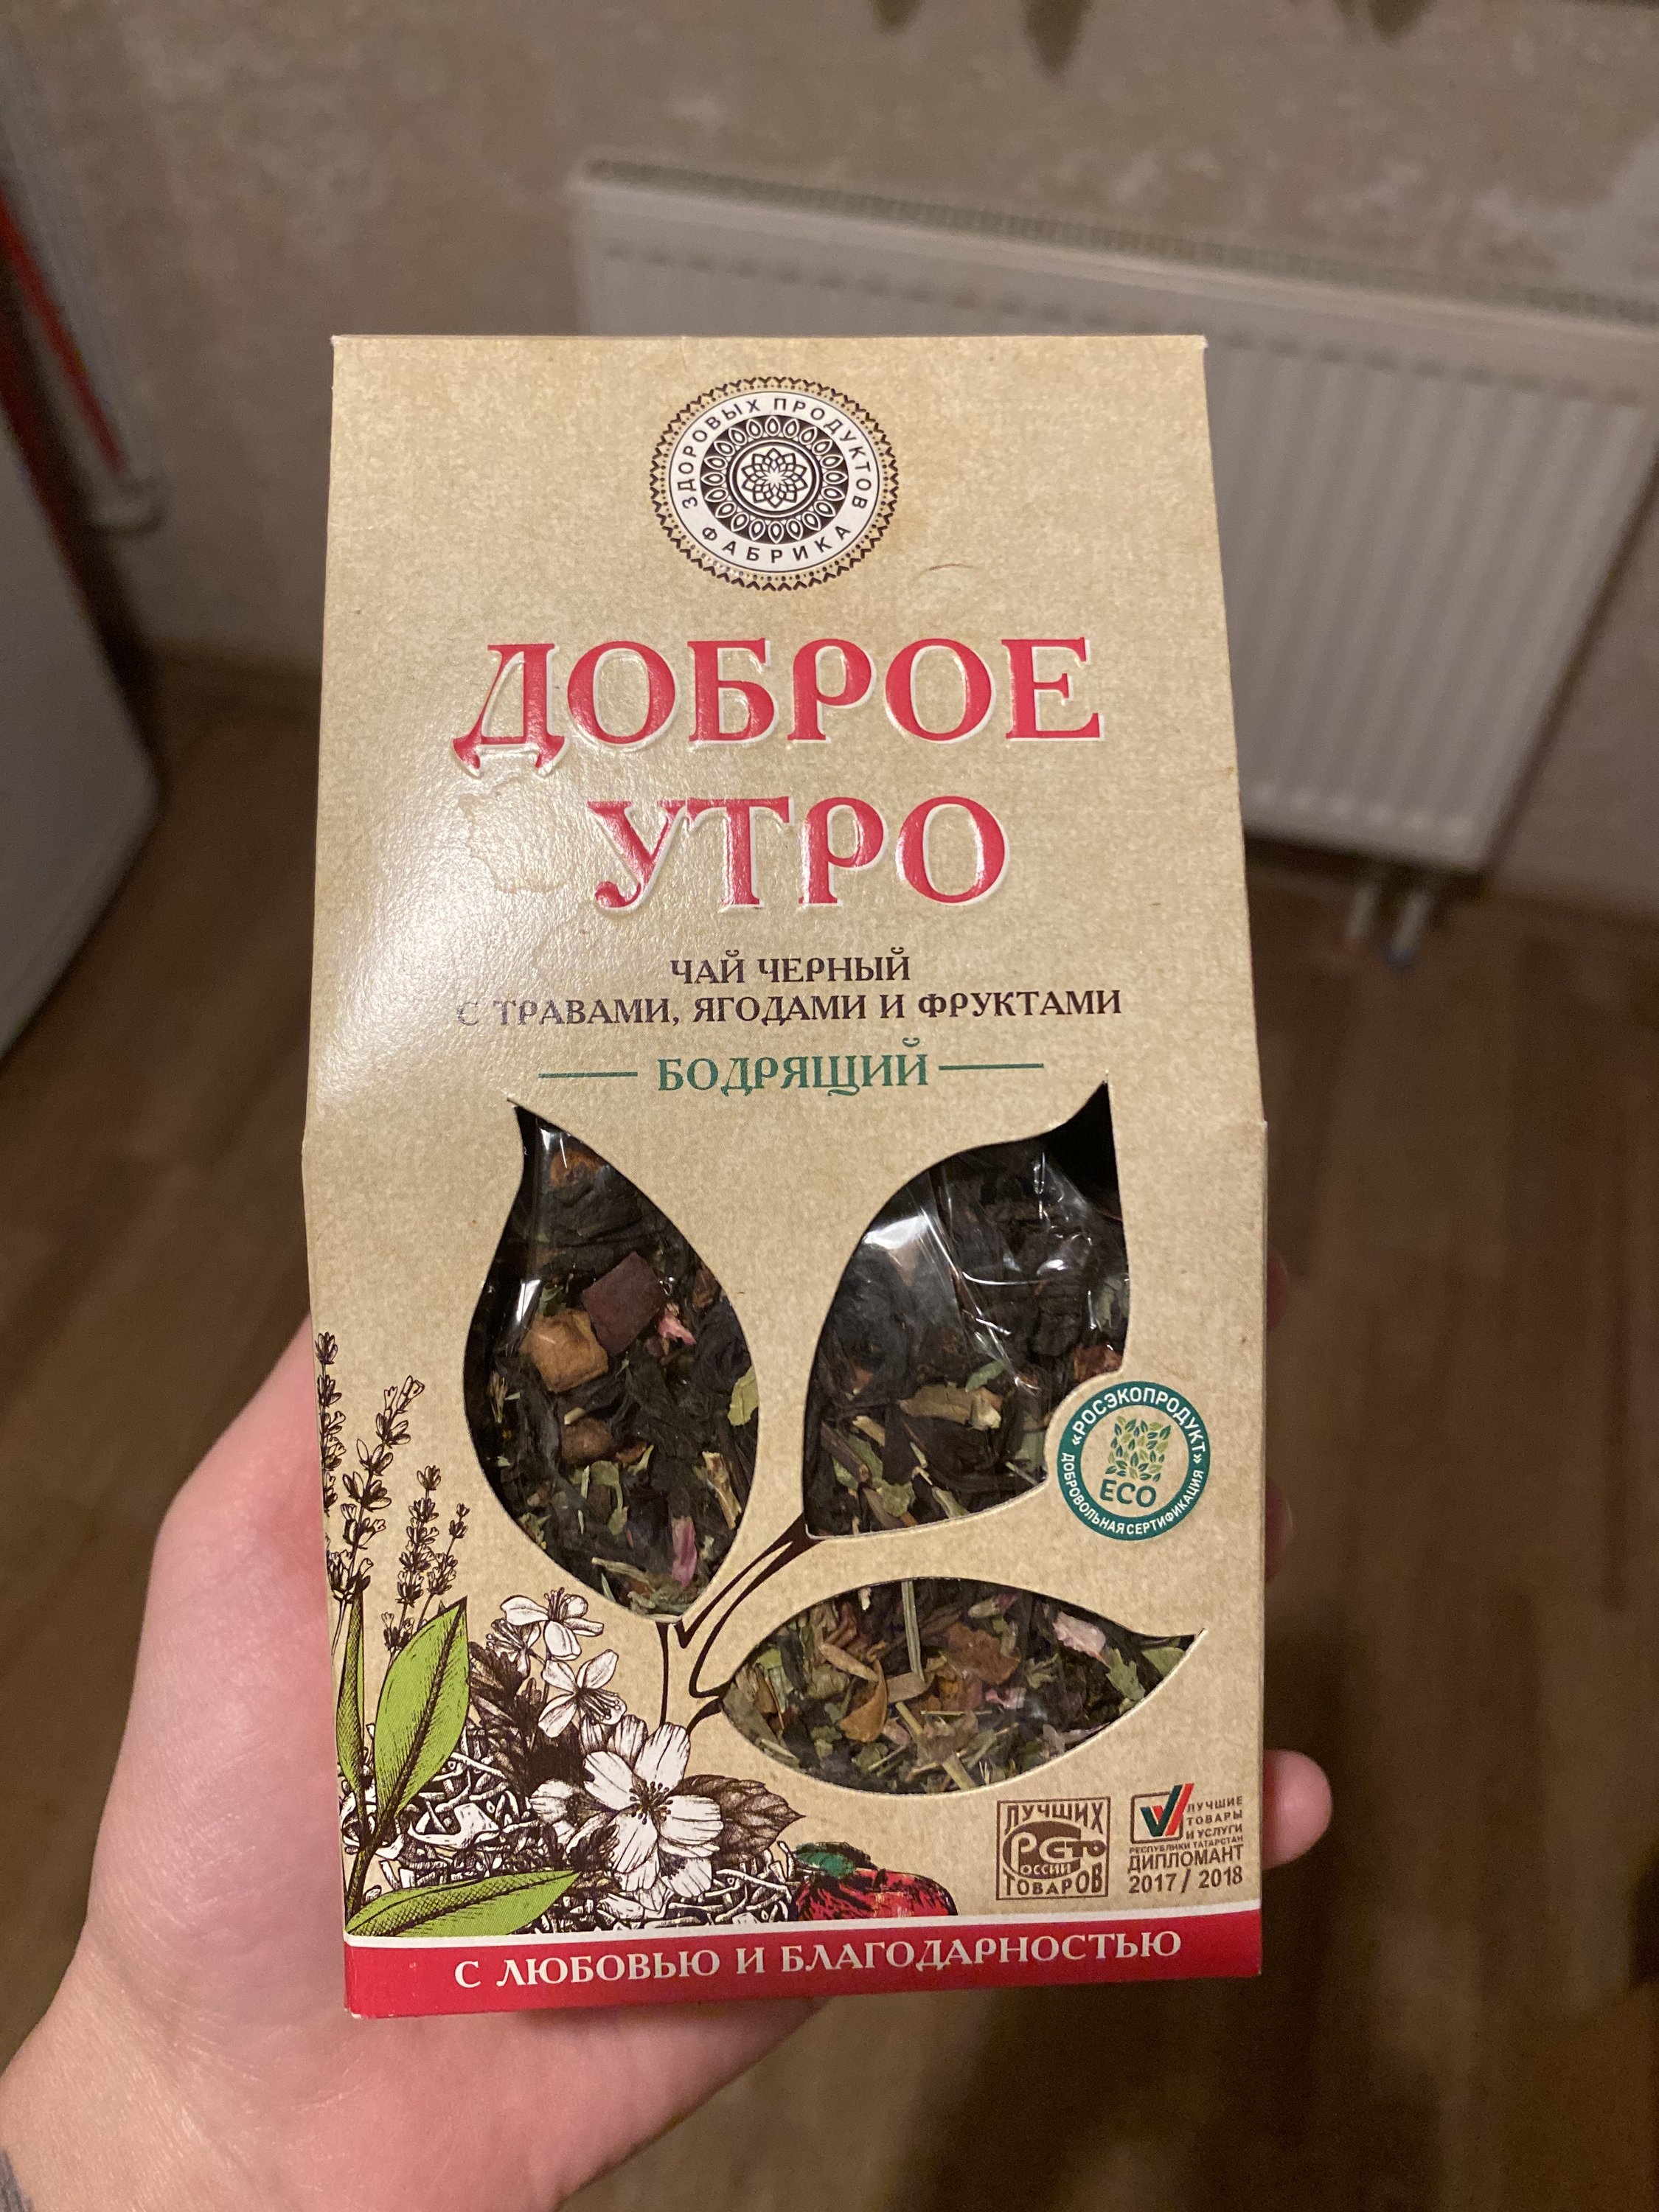 ЗДОРОВЫХ ПРОДУКТОВ
ФАБРИКА
ДОБРОЕ
УТРО
ЧАЙ ЧЕРНЫЙ
С ТРАВАМИ, ЯГОДАМИ И ФРУКТАМИ
БОДРЯЩИЙ
«РОСЭКОПРОДУКТ»
ECO
ДОБРОВОЛЬНАЯ СЕРТИФИКАЦИЯ
ЛУЧШИХ
РСТО
РОССИИ
ТОВАРОВ
ЛУЧШИЕ
ТОВАРЫ
И УСЛУГИ
РЕСПУБЛИКИ ТАТАРСТАН
ДИПЛОМАНТ
2017 / 2018
С ЛЮБОВЬЮ И БЛАГОДАРНОСТЬЮ